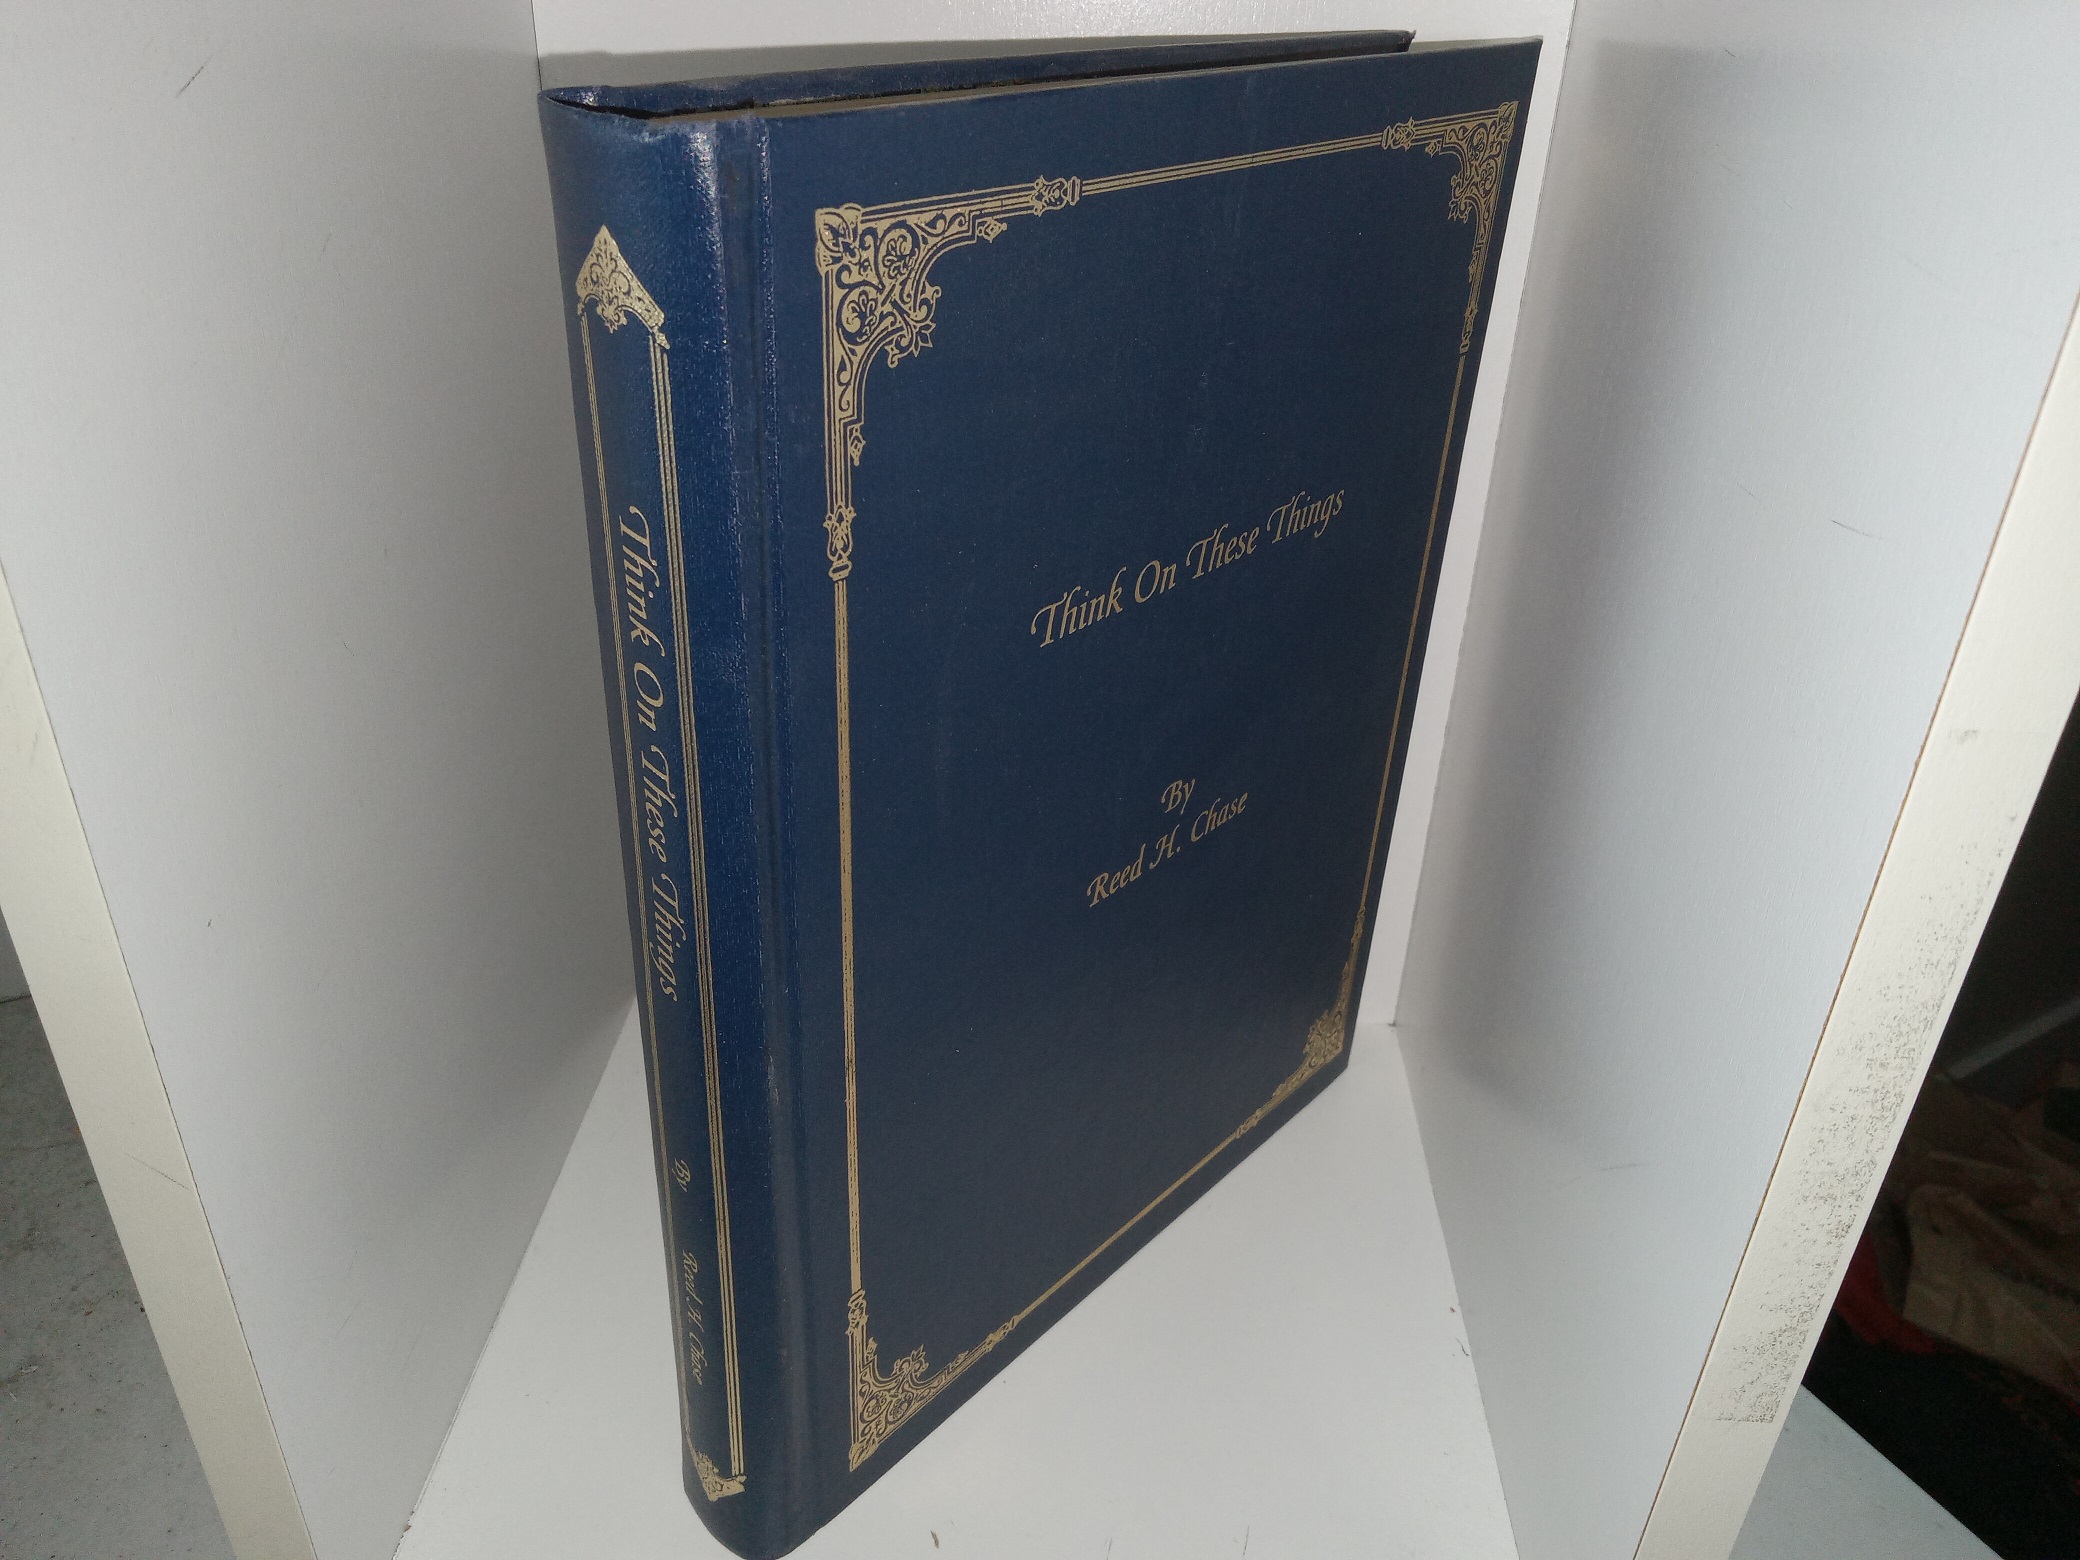 Think On These Things
By
Reed H. Chase
Think On These Things
By
Reed H. Chase